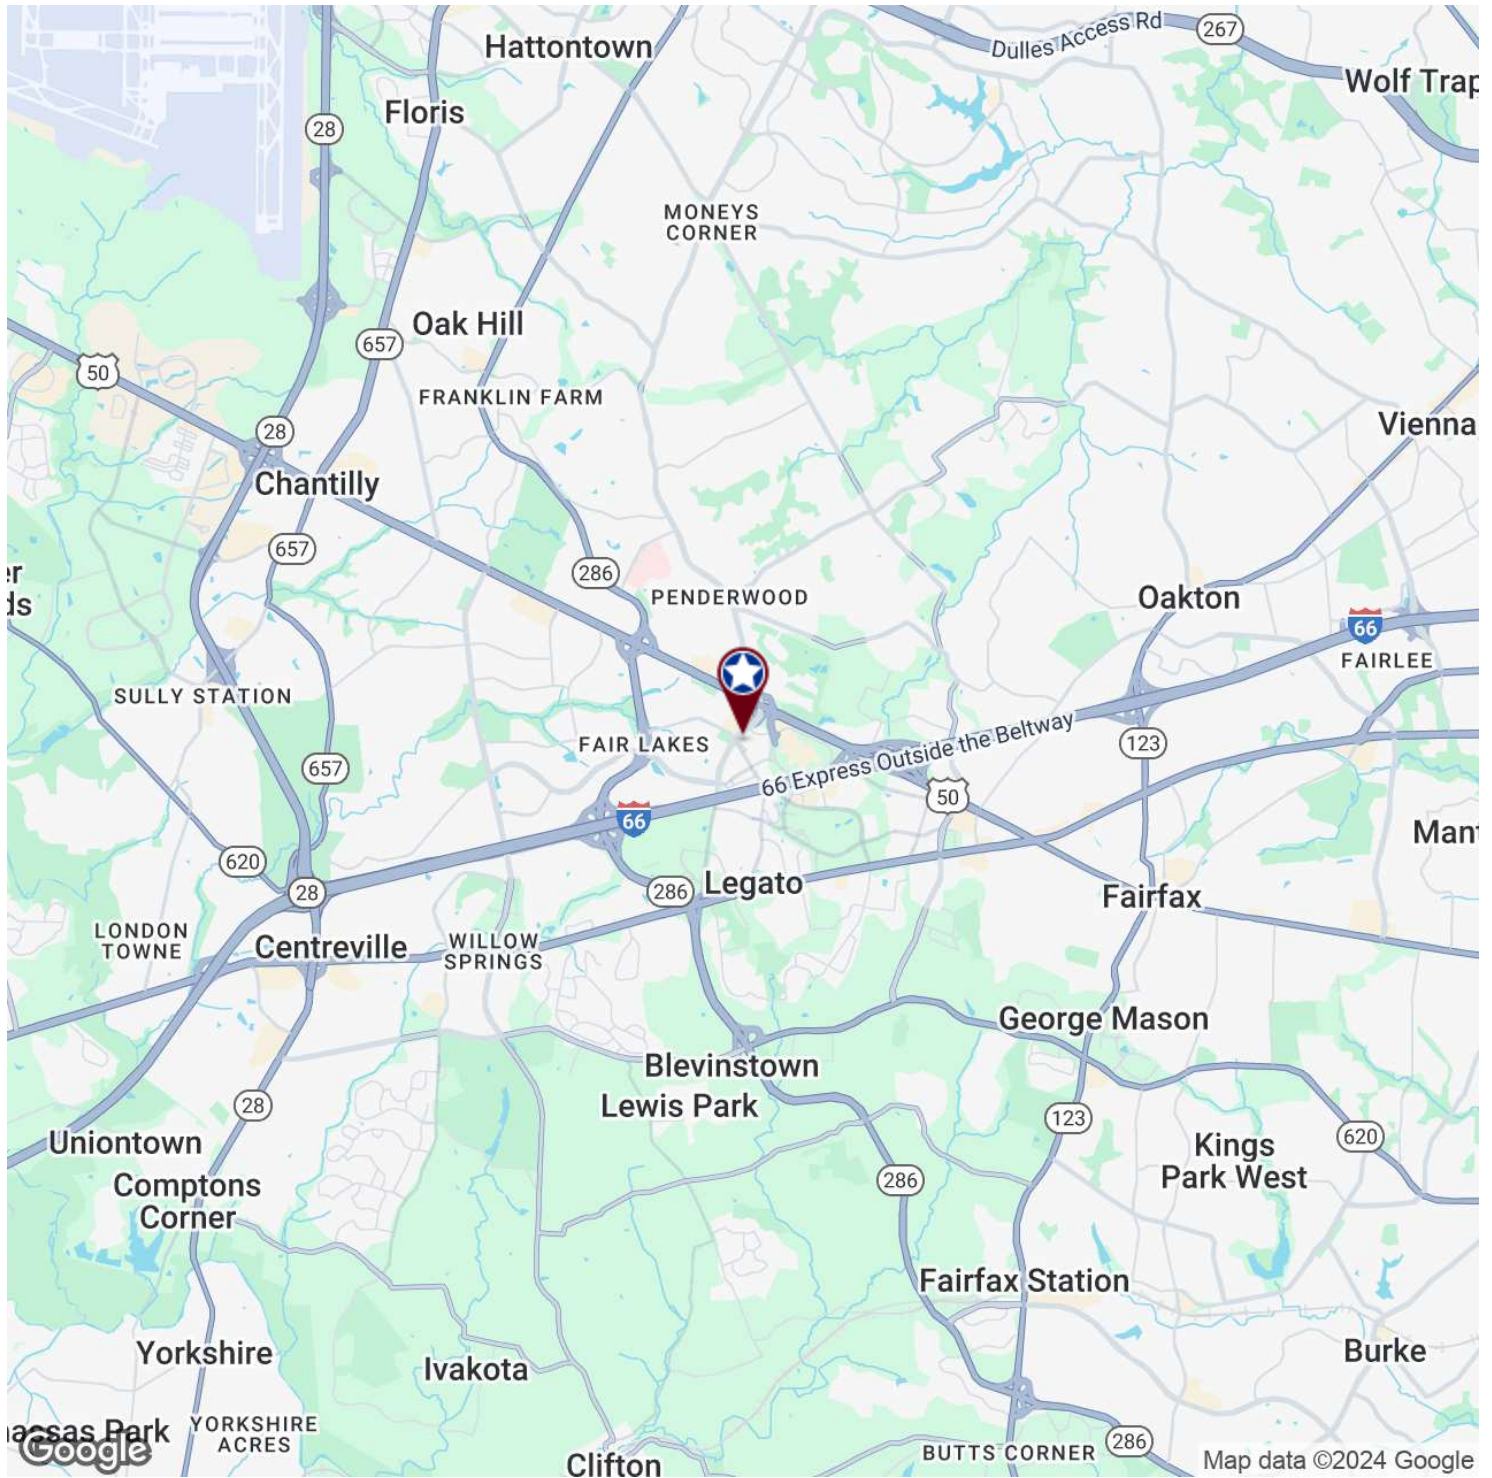 Hattontown
Dulles Access Rd
267
Wolf Trap
Floris
28
MONEYS
CORNER
Oak Hill
657
50
FRANKLIN FARM
28
Vienna
Chantilly
657
286
PENDERWOOD
Oakton
66
FAIRLEE
SULLY STATION
FAIR LAKES
66 Express Outside the Beltway
123
657
50
66
Mant
620
28
286
Legato
Fairfax
LONDON
TOWNE
Centreville
WILLOW
SPRINGS
George Mason
Blevinstown
Lewis Park
28
123
Uniontown
620
Kings
Park West
Comptons
Corner
286
Fairfax Station
Yorkshire
Ivakota
Burke
assas Park
YORKSHIRE
ACRES
Google
Clifton
BUTTS CORNER
286
Map data ©2024 Google